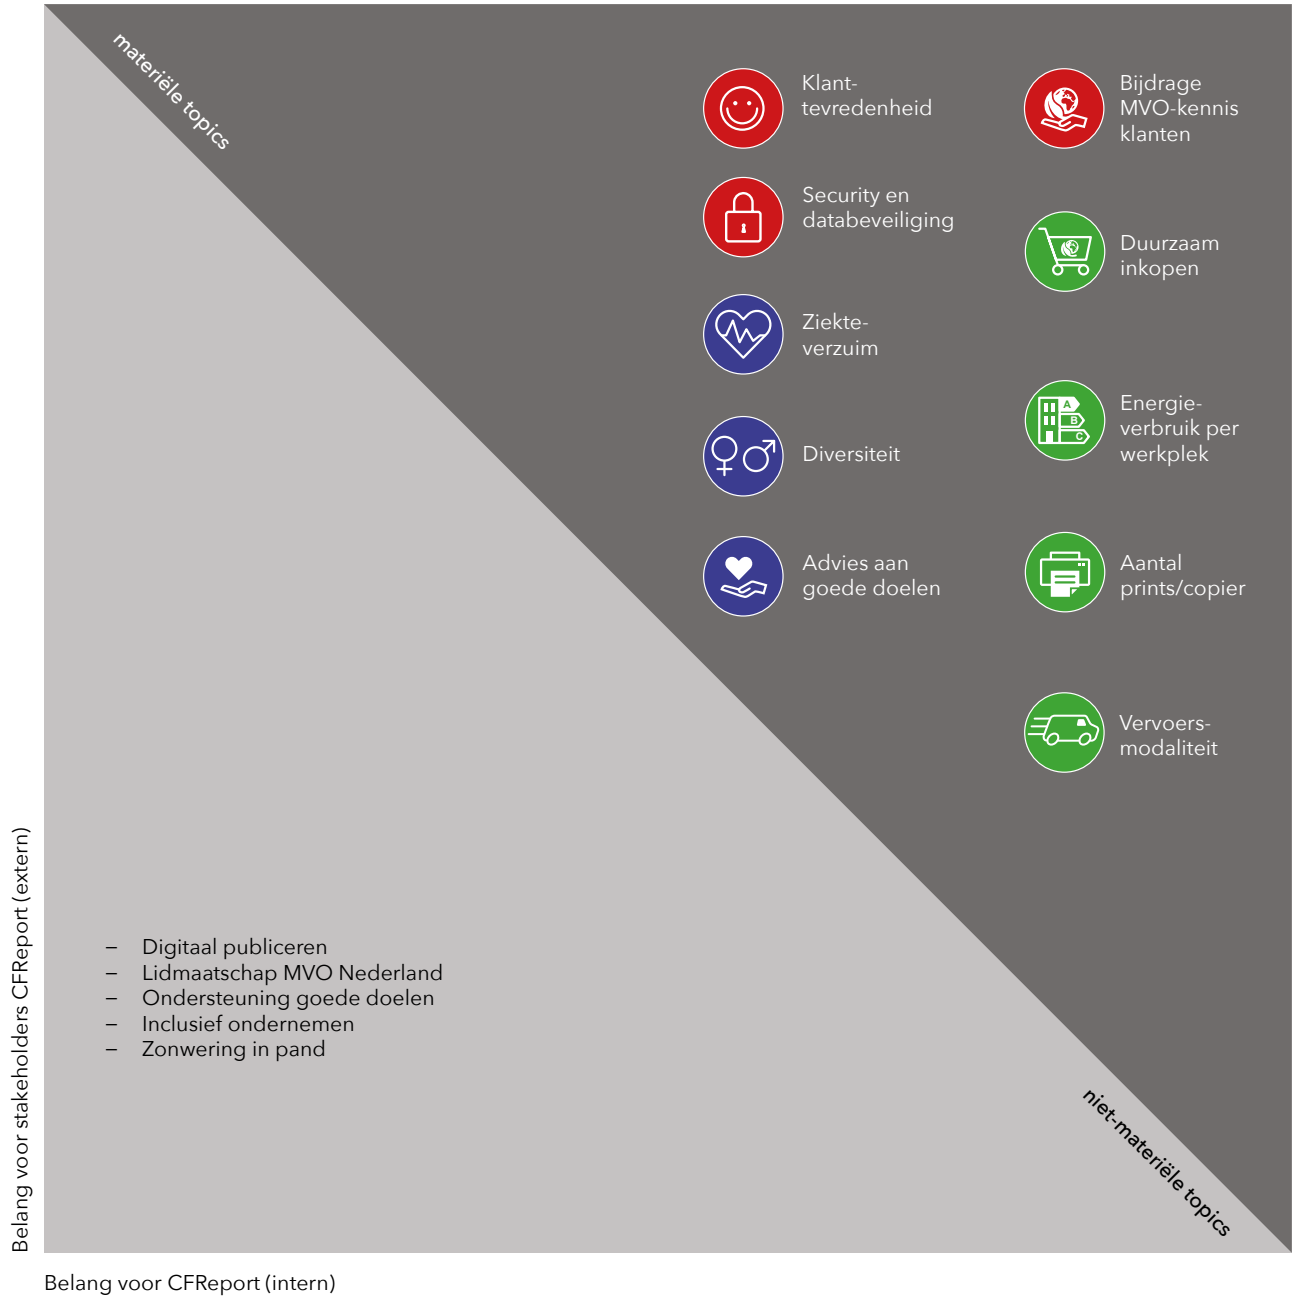 materiële topics
Klant-
tevredenheid
Security en
databeveiliging
Ziekte-
verzuim
Diversiteit
Advies aan
goede doelen
Bijdrage
MVO-kennis
klanten
Duurzaam
inkopen
A
B
C
Energie-
verbruik per
werkplek
Aantal
prints/copier
Vervoers-
modaliteit
– Digitaal publiceren
– Lidmaatschap MVO Nederland
– Ondersteuning goede doelen
– Inclusief ondernemen
– Zonwering in pand
niet-materiële topics
Belang voor stakeholders CFReport (extern)
Belang voor CFReport (intern)